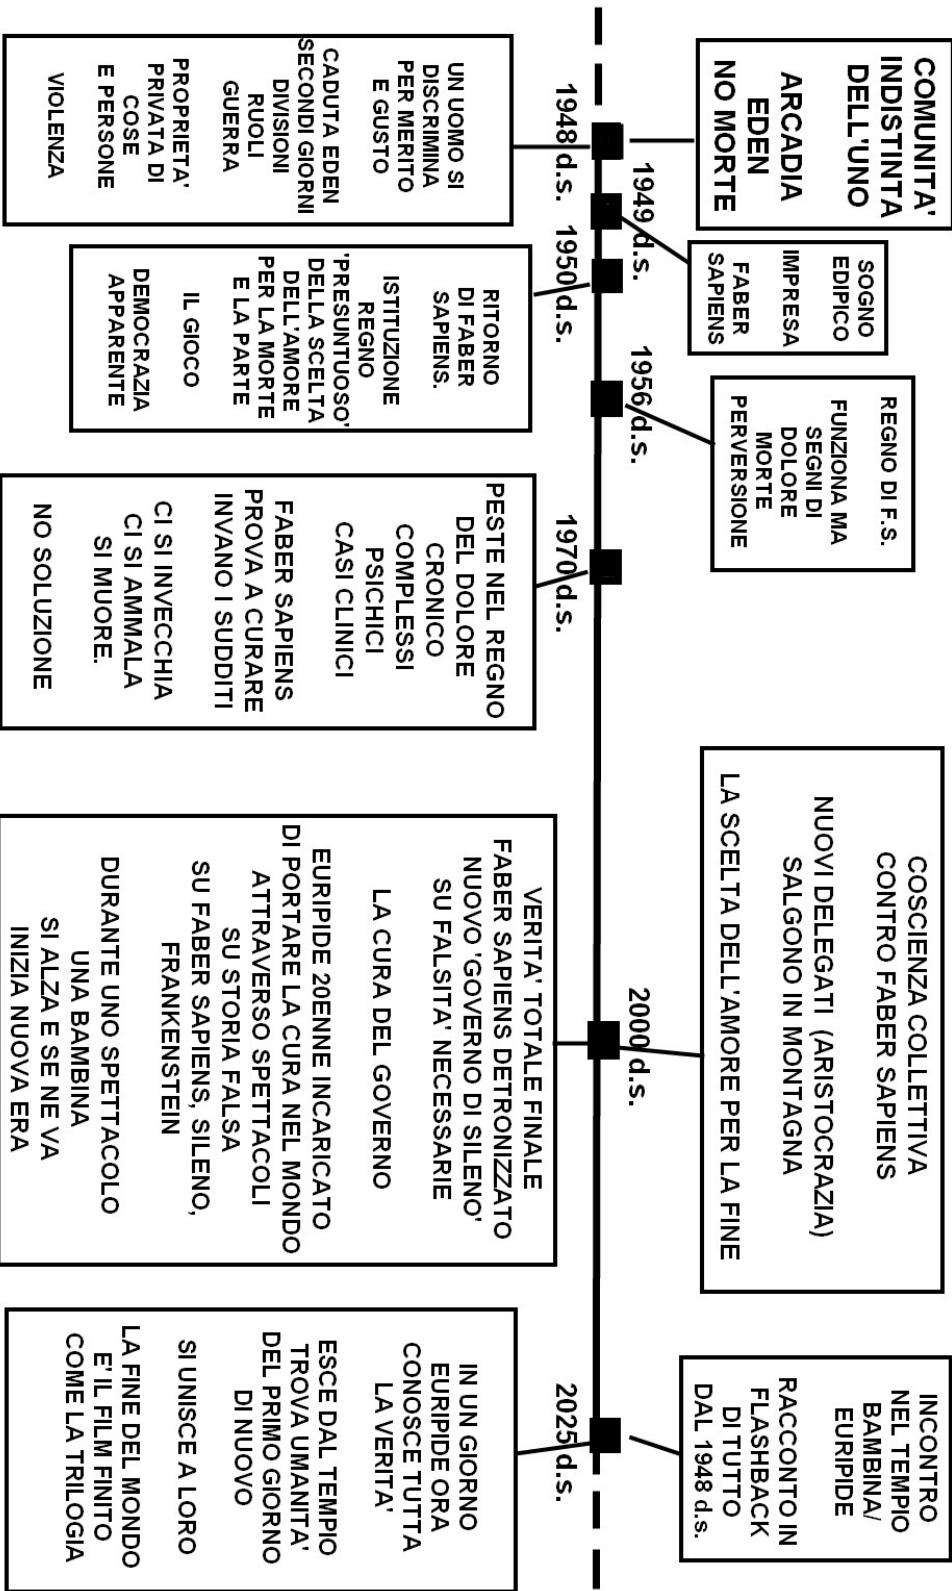 COMUNITA'
INDISTINTA
DELL'UNO
ARCADIA
EDEN
NO MORTE
1948 d.s.
UN UOMO SI
DISCRIMINA
PER MERITO
E GUSTO
CADUTA EDEN
SECONDI GIORNI
DIVISIONI
RUOLI
GUERRA
PROPRIETA'
PRIVATA DI
COSE
E PERSONE
VIOLENZA
SOGNO
EDIPICO
IMPRESA
FABER
SAPIENS
1949 d.s.
1950 d.s.
RITORNO
DI FABER
SAPIENS.
ISTITUZIONE
REGNO
'PRESUNTUOSO'
DELLA SCELTA
DELL'AMORE
PER LA MORTE
E LA PARTE
IL GIOCO
DEMOCRAZIA
APPARENTE
REGNO DI F.S.
FUNZIONA MA
SEGNI DI
DOLORE
MORTE
PERVERSIONE
1956 d.s.
1970 d.s.
PESTE NEL REGNO
DEL DOLORE
CRONICO
COMPLESSI
PSICHICI
CASI CLINICI
FABER SAPIENS
PROVA A CURARE
INVANO I SUDDITI
CI SI INVECCHIA
CI SI AMMALA
SI MUORE.
NO SOLUZIONE
COSCIENZA COLLETTIVA
CONTRO FABER SAPIENS
NUOVI DELEGATI (ARISTOCRAZIA)
SALGONO IN MONTAGNA
LA SCELTA DELL'AMORE PER LA FINE
2000 d.s.
VERITA' TOTALE FINALE
FABER SAPIENS DETRONIZZATO
NUOVO 'GOVERNO DI SILENO'
SU FALSITA' NECESSARIE
LA CURA DEL GOVERNO
EURIPIDE 20ENNE INCARICATO
DI PORTARE LA CURA NEL MONDO
ATTRAVERSO SPETTACOLI
SU STORIA FALSA
SU FABER SAPIENS, SILENO,
FRANKENSTEIN
DURANTE UNO SPETTACOLO
UNA BAMBINA
SI ALZA E SE NE VA
INIZIA NUOVA ERA
INCONTRO
NEL TEMPIO
BAMBINA/
EURIPIDE
RACCONTO IN
FLASHBACK
DI TUTTO
DAL 1948 d.s.
2025 d.s.
IN UN GIORNO
EURIPIDE ORA
CONOSCE TUTTA
LA VERITA'
ESCE DAL TEMPIO
TROVA UMANITA'
DEL PRIMO GIORNO
DI NUOVO
SI UNISCE A LORO
LA FINE DEL MONDO
E' IL FILM FINITO
COME LA TRILOGIA